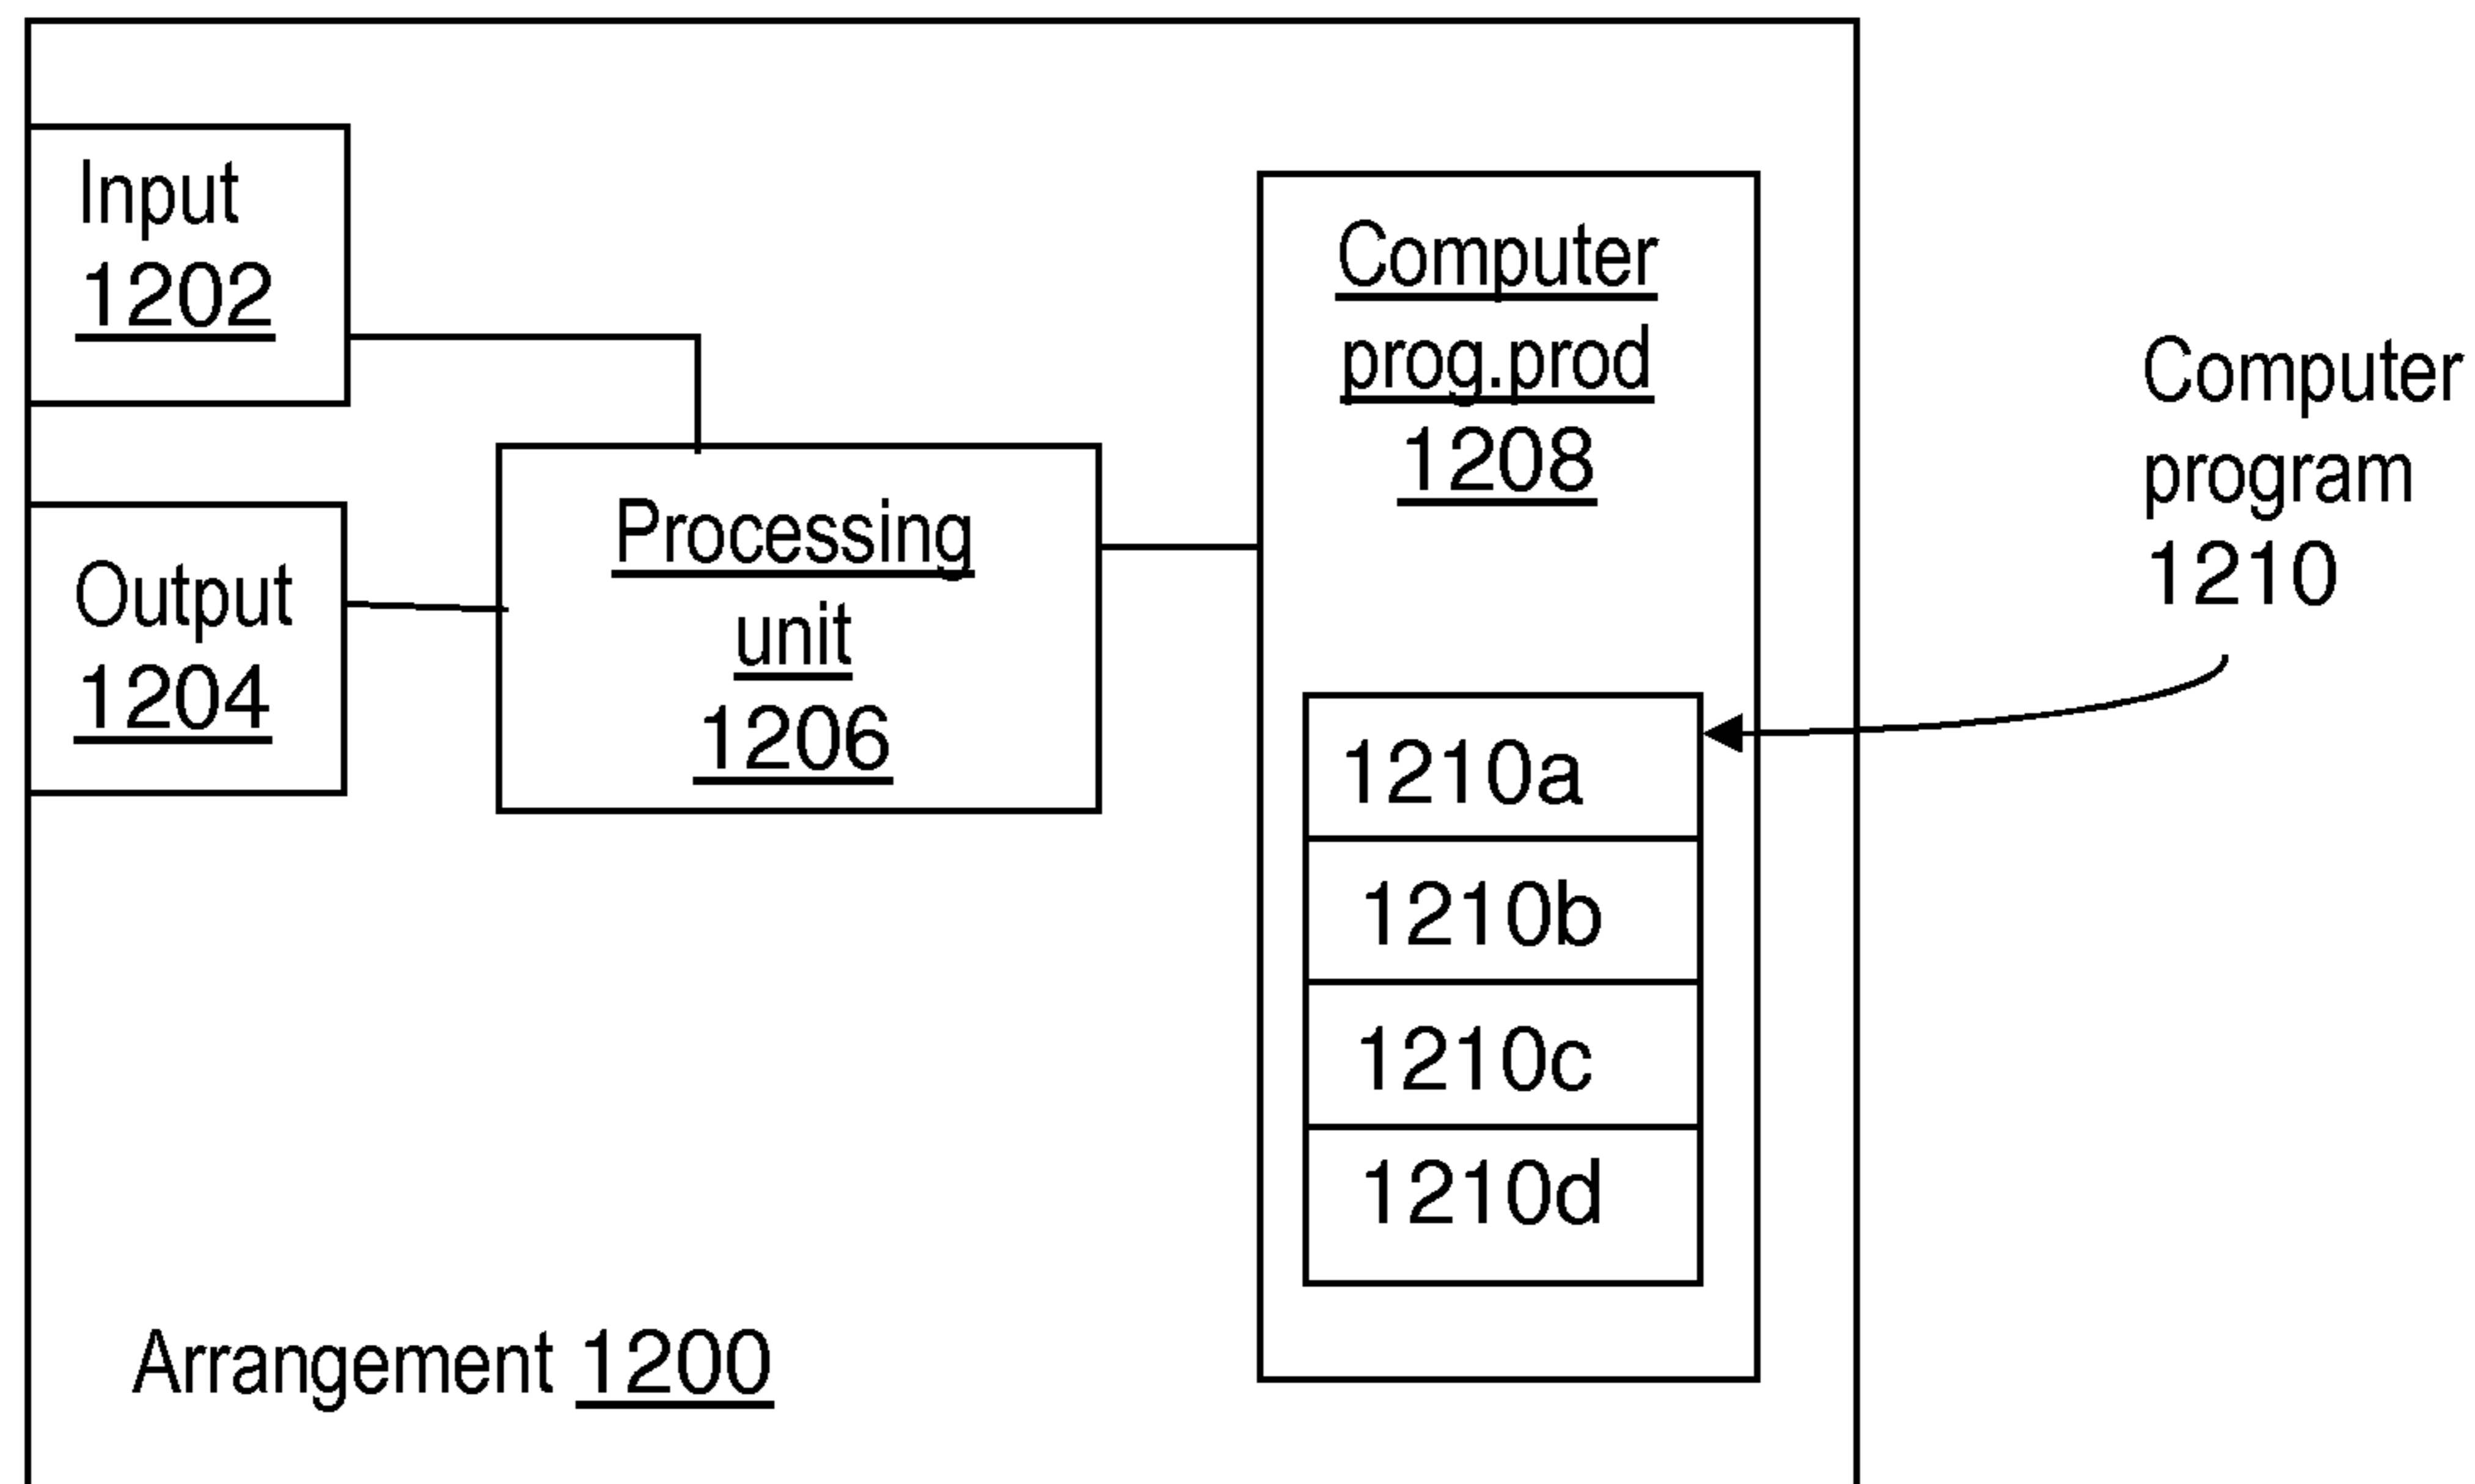 Input
1202
Output
1204
Processing
unit
1206
Computer
prog.prod
1208
1210a
1210b
1210c
1210d
Computer
program
1210
Arrangement 1200